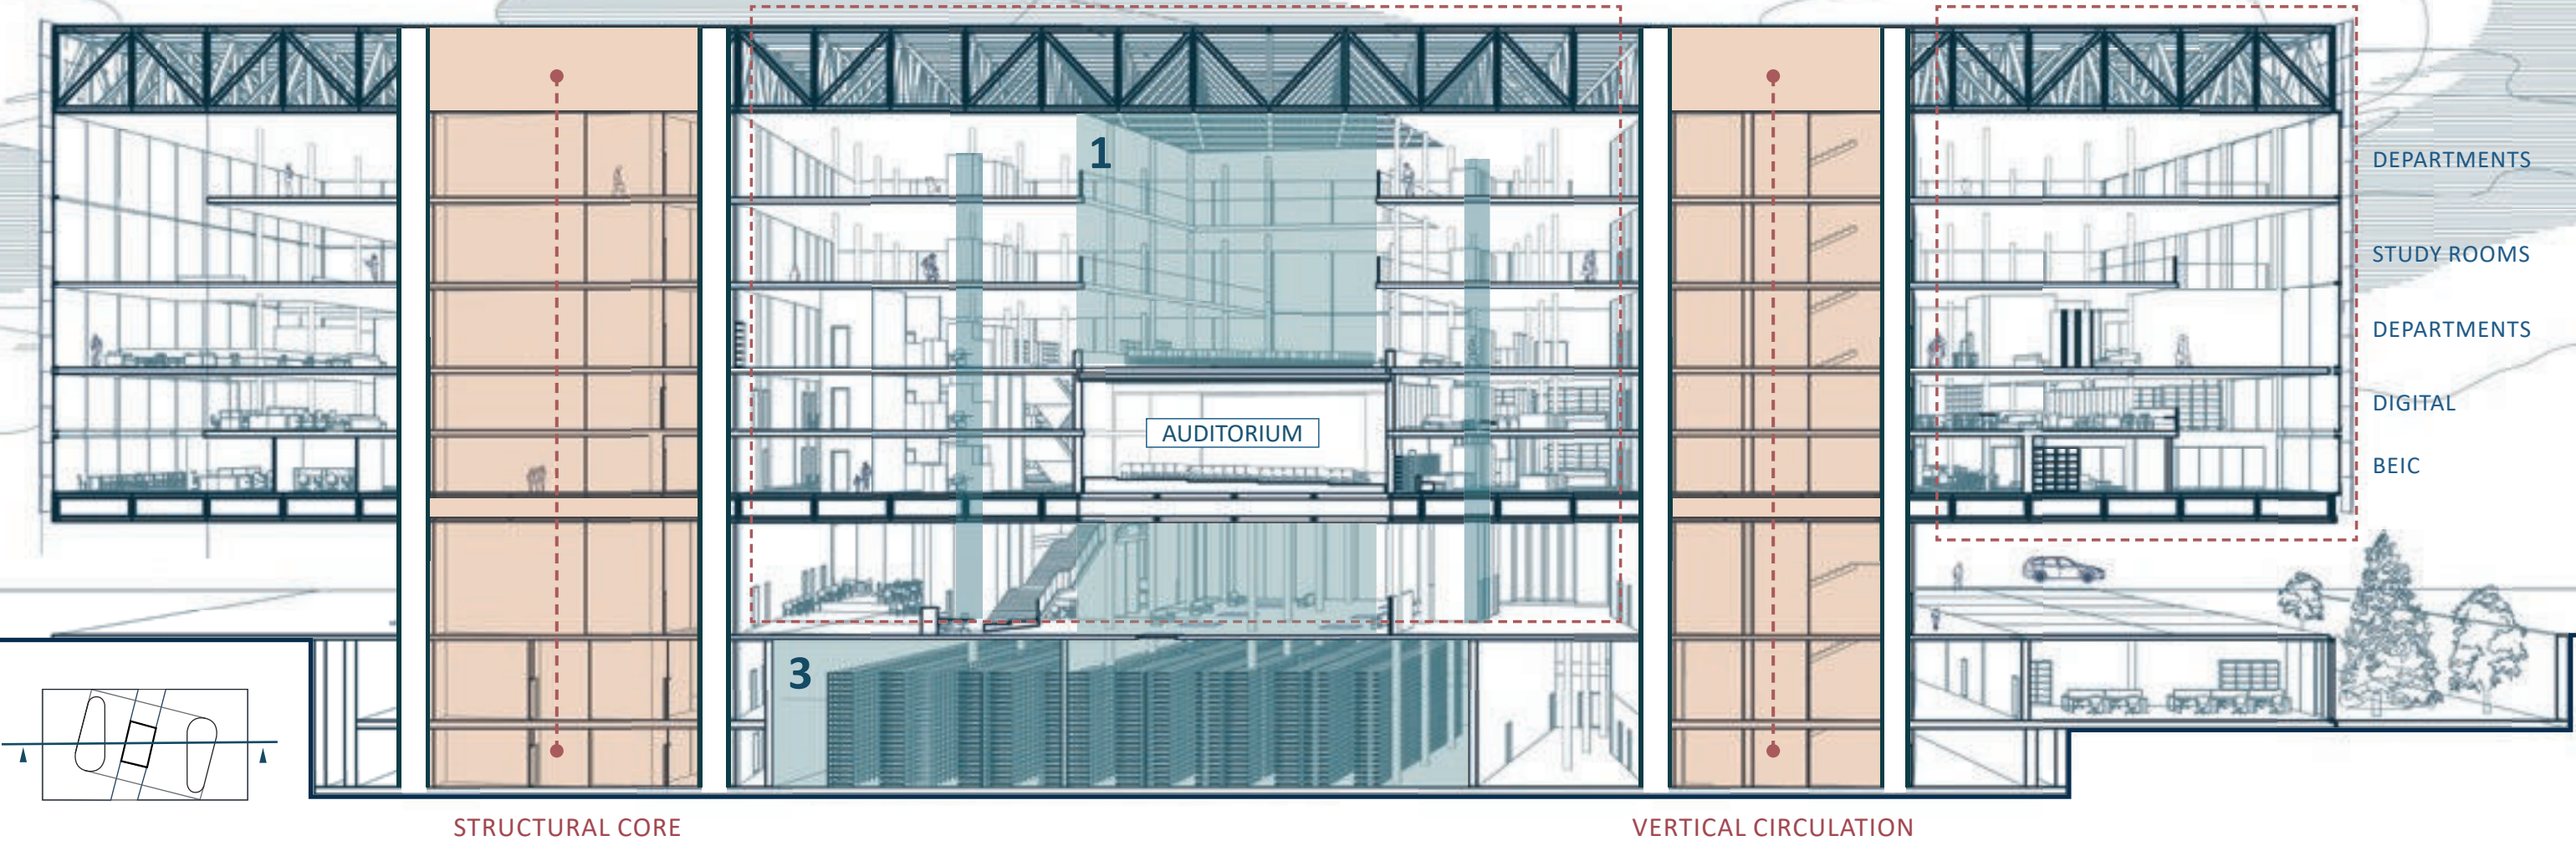 1
DEPARTMENTS
STUDY ROOMS
DEPARTMENTS
DIGITAL
AUDITORIUM
BEIC
3
STRUCTURAL CORE
VERTICAL CIRCULATION